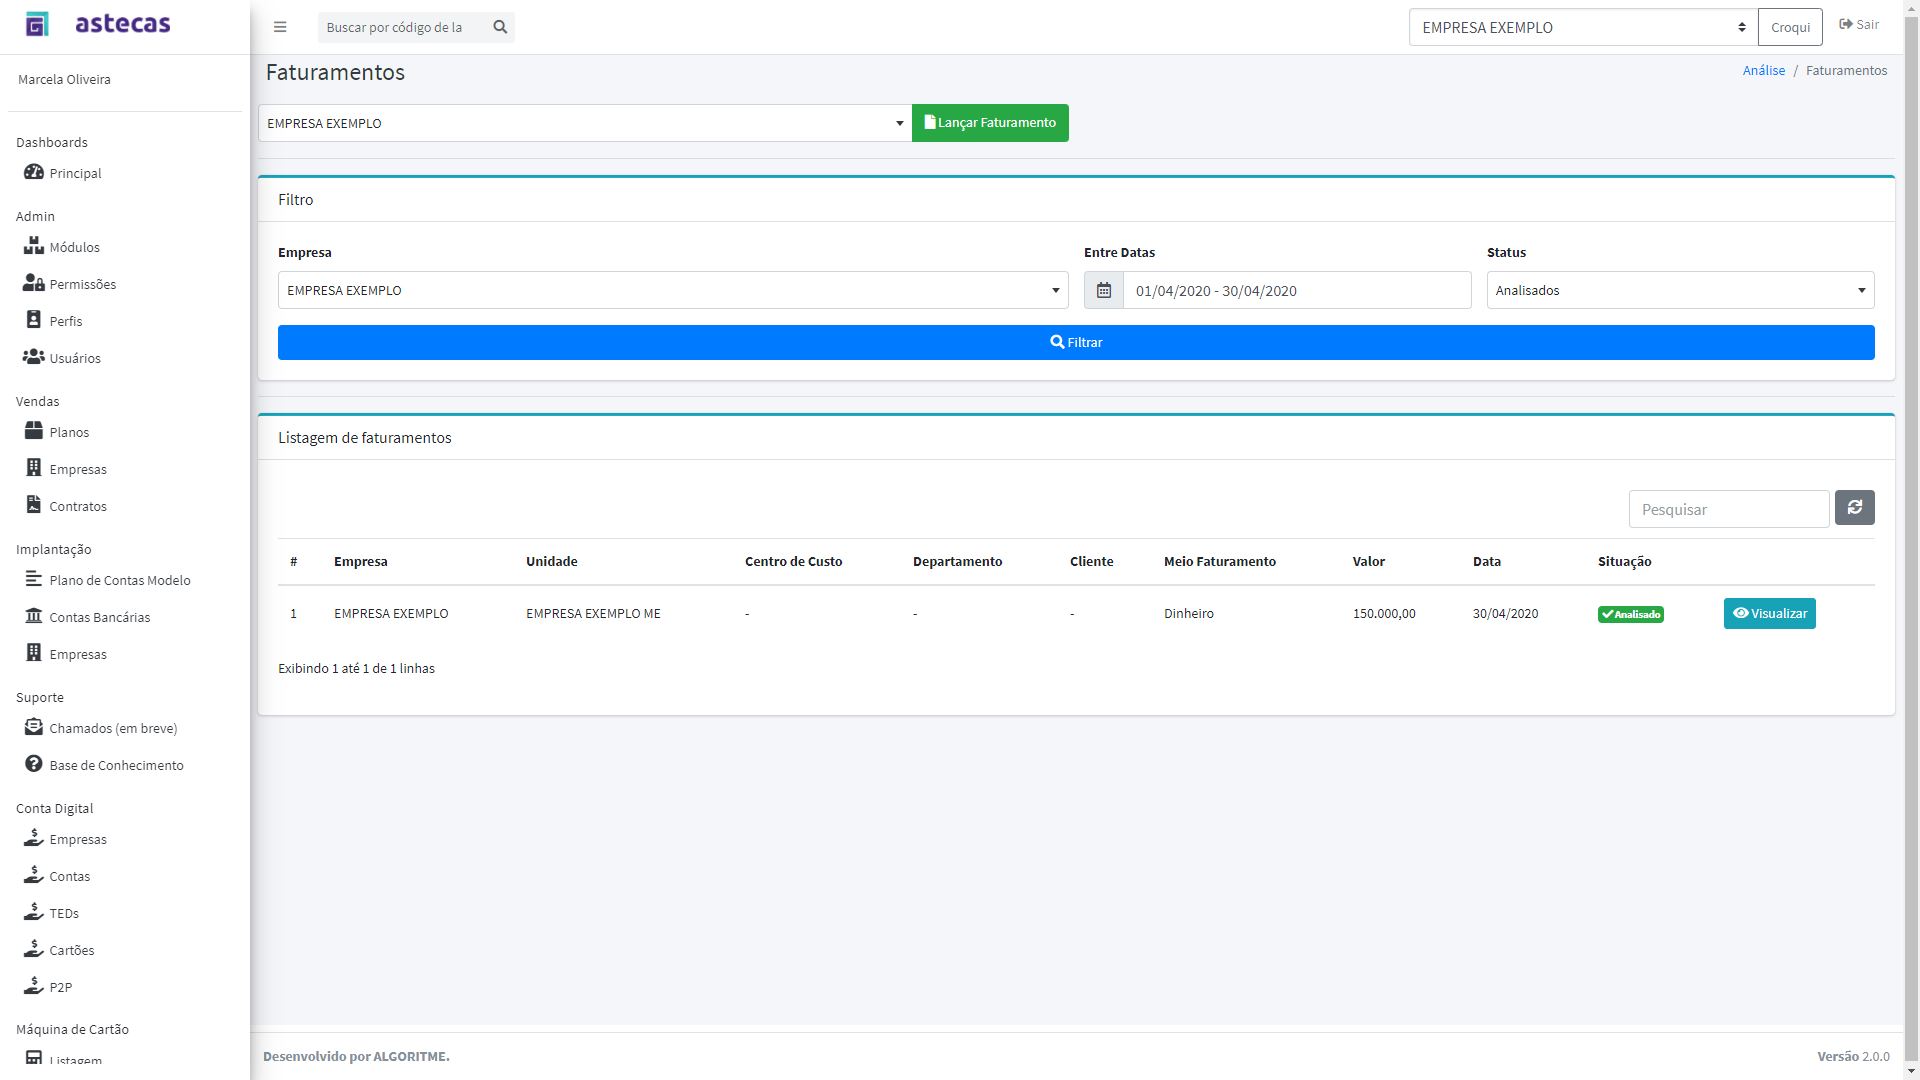 astecas
Buscar por código de la
EMPRESA EXEMPLO
Croqui
Sair
Marcela Oliveira
Dashboards
Principal
Admin
Módulos
Permissões
Perfis
Usuários
Vendas
Planos
Empresas
Contratos
Implantação
Plano de Contas Modelo
Contas Bancárias
Empresas
Suporte
Chamados (em breve)
Base de Conhecimento
Conta Digital
Empresas
Contas
TEDs
Cartões
P2P
Máquina de Cartão
Listagem
Faturamentos
Análise / Faturamentos
EMPRESA EXEMPLO
Lançar Faturamento
Filtro
Empresa Entre Datas Status
EMPRESA EXEMPLO 01/04/2020 - 30/04/2020 Analisados
Filtrar
Listagem de faturamentos
Pesquisar
# Empresa Unidade Centro de Custo Departamento Cliente Meio Faturamento Valor Data Situação
1 EMPRESA EXEMPLO EMPRESA EXEMPLO ME - - - Dinheiro 150.000,00 30/04/2020 Analisado Visualizar
Exibindo 1 até 1 de 1 linhas
Desenvolvido por ALGORITME.
Versão 2.0.0